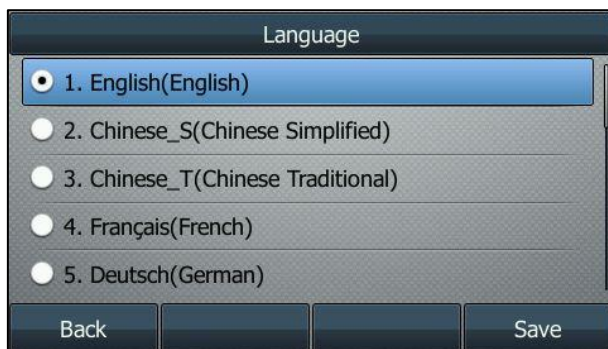 Language
1. English(English)
2. Chinese_S(Chinese Simplified)
3. Chinese_T(Chinese Traditional)
4. Français(French)
5. Deutsch(German)
Back Save